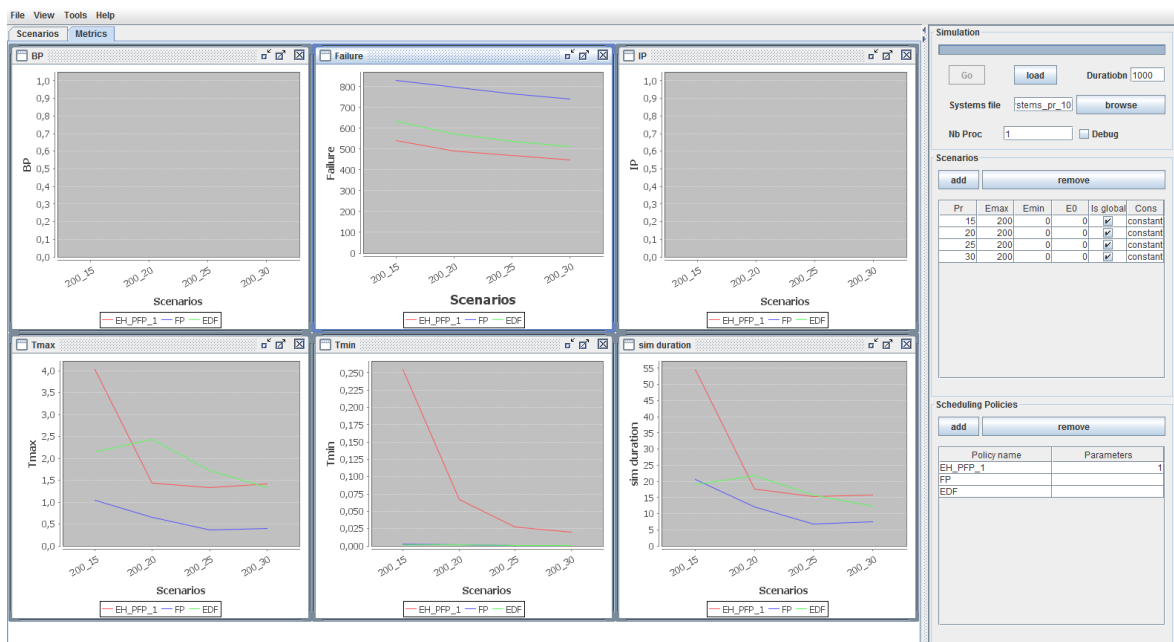 File View Tools Help
Scenarios Metrics
BP
1,0
0,9
0,8
0,7
0,6
0,5
0,4
0,3
0,2
0,1
0,0
BP
200_15 200_20 200_25 200_30
Scenarios
EH_PFP_1 FP EDF
Failure
800
700
600
500
400
300
200
100
0
Failure
200_15 200_20 200_25 200_30
Scenarios
EH_PFP_1 FP EDF
IP
1,0
0,9
0,8
0,7
0,6
0,5
0,4
0,3
0,2
0,1
0,0
IP
200_15 200_20 200_25 200_30
Scenarios
EH_PFP_1 FP EDF
Tmax
4,0
3,5
3,0
2,5
2,0
1,5
1,0
0,5
0,0
Tmax
200_15 200_20 200_25 200_30
Scenarios
EH_PFP_1 FP EDF
Tmin
0,250
0,225
0,200
0,175
0,150
0,125
0,100
0,075
0,050
0,025
0,000
Tmin
200_15 200_20 200_25 200_30
Scenarios
EH_PFP_1 FP EDF
sim duration
55
50
45
40
35
30
25
20
15
10
5
0
sim duration
200_15 200_20 200_25 200_30
Scenarios
EH_PFP_1 FP EDF
Simulation
Go load Duratiobn 1000
Systems file stems_pr_10 browse
Nb Proc 1 Debug
Scenarios
add remove
Pr Emax Emin E0 Is global Cons
15 200 0 0 constant
20 200 0 0 constant
25 200 0 0 constant
30 200 0 0 constant
Scheduling Policies
add remove
Policy name Parameters
EH_PFP_1 1
FP
EDF